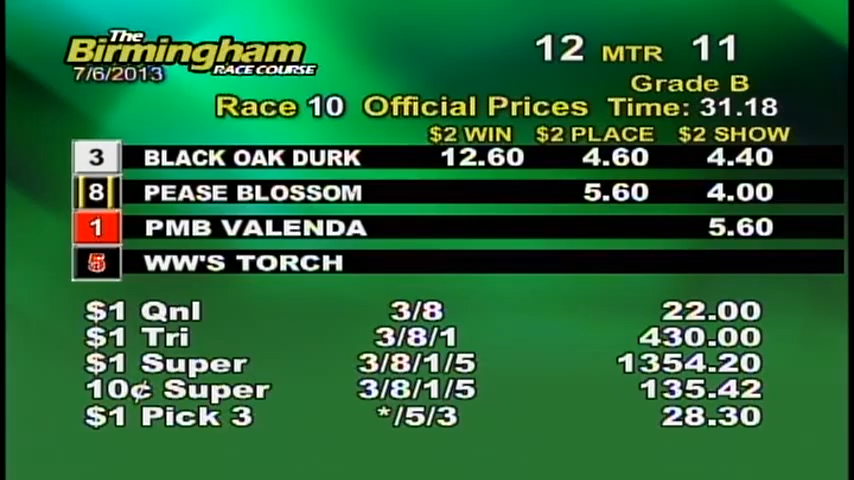 The
Birmingham
RACE COURSE
7/6/2013
12 MTR 11
Grade B
Race 10 Official Prices Time: 31.18
$2 WIN $2 PLACE $2 SHOW
3 BLACK OAK DURK 12.60 4.60 4.40
8 PEASE BLOSSOM 5.60 4.00
1 PMB VALENDA 5.60
5 WW'S TORCH
$1 Qnl 3/8 22.00
$1 Tri 3/8/1 430.00
$1 Super 3/8/1/5 1354.20
10¢ Super 3/8/1/5 135.42
$1 Pick 3 */5/3 28.30